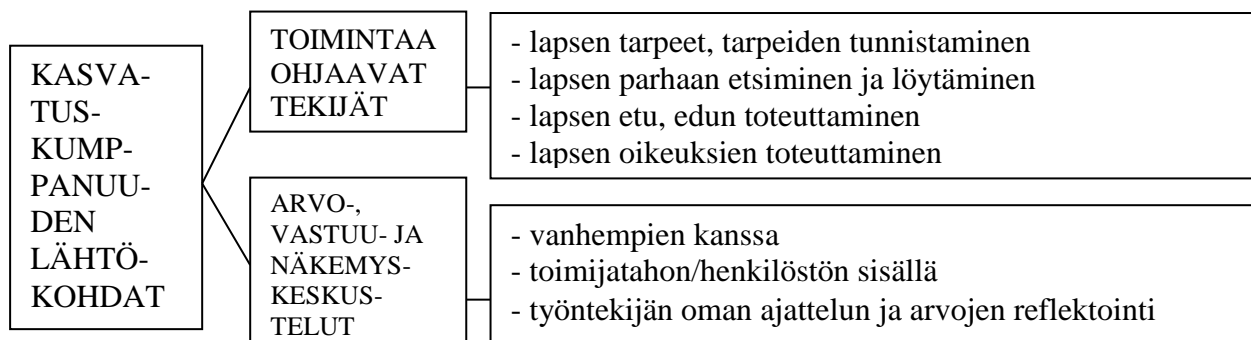 KASVA-
TUS-
KUMP-
PANUU-
DEN
LÄHTÖ-
KOHDAT
TOIMINTAA
OHJAAVAT
TEKIJÄT
- lapsen tarpeet, tarpeiden tunnistaminen
- lapsen parhaan etsiminen ja löytäminen
- lapsen etu, edun toteuttaminen
- lapsen oikeuksien toteuttaminen
ARVO-,
VASTUU- JA
NÄKEMYS-
KESKUS-
TELUT
- vanhempien kanssa
- toimijatahon/henkilöstön sisällä
- työntekijän oman ajattelun ja arvojen reflektointi